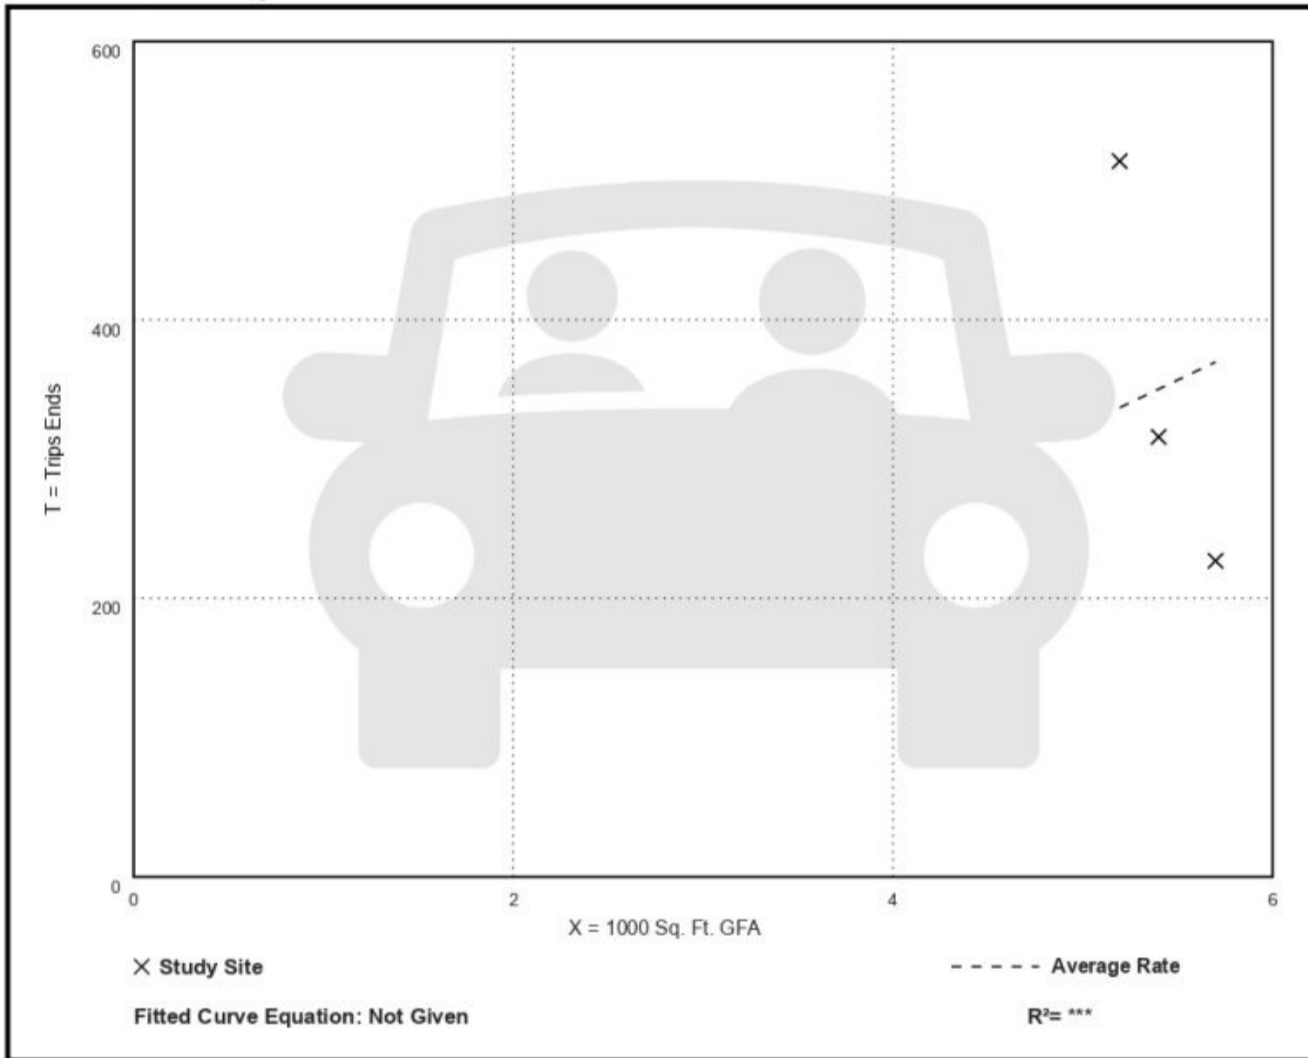 600
400
200
0
T = Trips Ends
0 2 4 6
X = 1000 Sq. Ft. GFA
Study Site
Average Rate
Fitted Curve Equation: Not Given
R²= ***